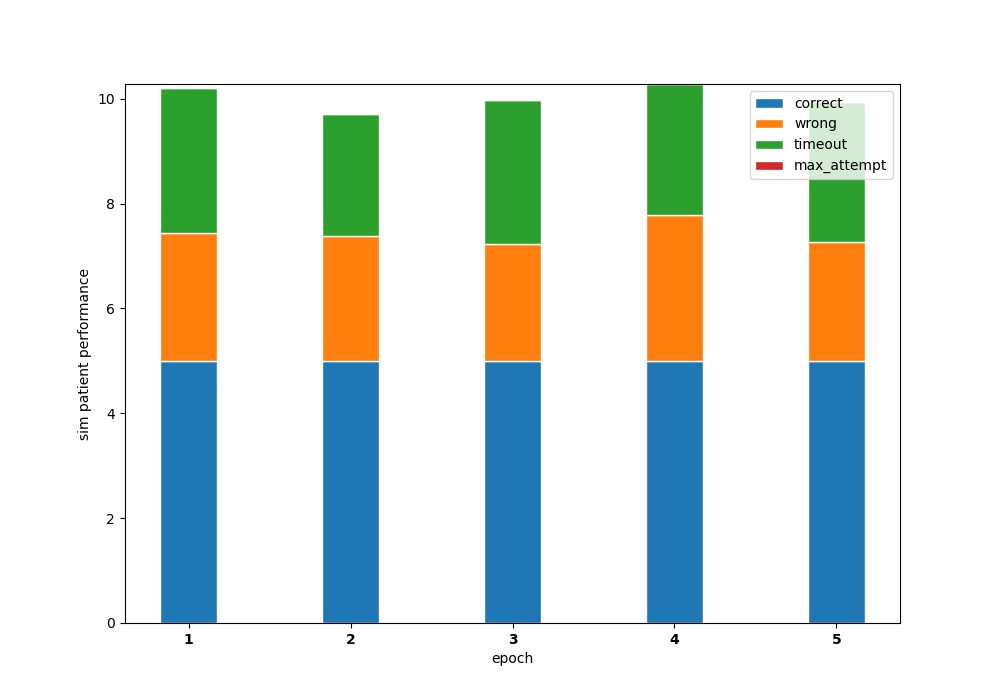 10
8
6
4
2
0
sim patient performance
correct
wrong
timeout
max_attempt
1 2 3 4 5
epoch